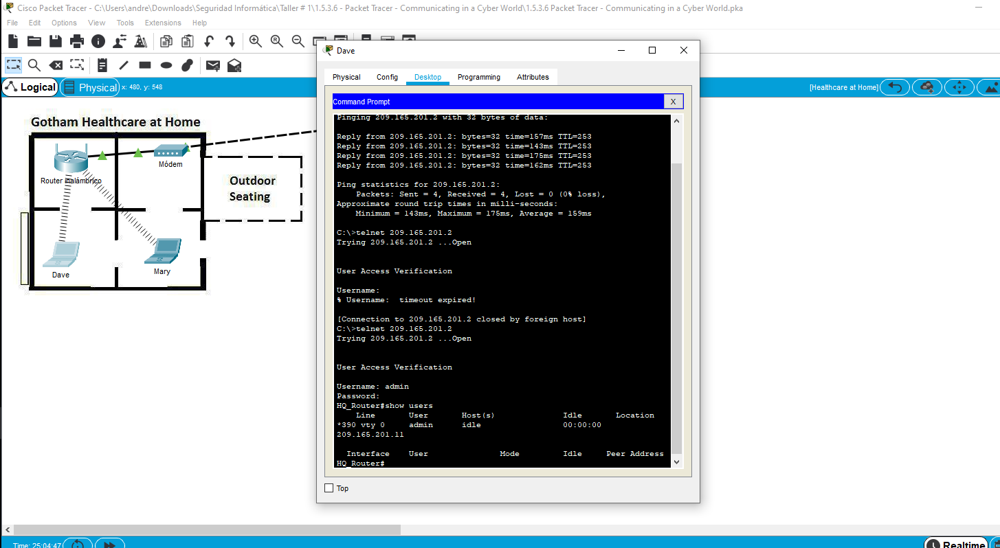 Cisco Packet Tracer - C:\Users\andre\Downloads\Seguridad Informática\Taller # 1\1.5.3.6 - Packet Tracer - Communicating in a Cyber World\1.5.3.6 Packet Tracer - Communicating in a Cyber World.pka
File Edit Options View Tools Extensions Help
Logical Physical x: 480, y: 548
[Healthcare at Home]
Gotham Healthcare at Home
Módem
Router inalámbrico
Outdoor
Seating
Dave
Mary
Dave
Physical Config Desktop Programming Attributes
Command Prompt X
Pinging 209.165.201.2 with 32 bytes of data:
Reply from 209.165.201.2: bytes=32 time=157ms TTL=253
Reply from 209.165.201.2: bytes=32 time=143ms TTL=253
Reply from 209.165.201.2: bytes=32 time=175ms TTL=253
Reply from 209.165.201.2: bytes=32 time=162ms TTL=253
Ping statistics for 209.165.201.2:
Packets: Sent = 4, Received = 4, Lost = 0 (0% loss),
Approximate round trip times in milli-seconds:
Minimum = 143ms, Maximum = 175ms, Average = 159ms
C:\>telnet 209.165.201.2
Trying 209.165.201.2 ...Open
User Access Verification
Username:
% Username:  timeout expired!
[Connection to 209.165.201.2 closed by foreign host]
C:\>telnet 209.165.201.2
Trying 209.165.201.2 ...Open
User Access Verification
Username: admin
Password:
HQ_Router#show users
Line User Host(s) Idle Location
*390 vty 0 admin idle 00:00:00
209.165.201.11
Interface User Mode Idle Peer Address
HQ_Router#
Top
Time: 25:04:47
Realtime